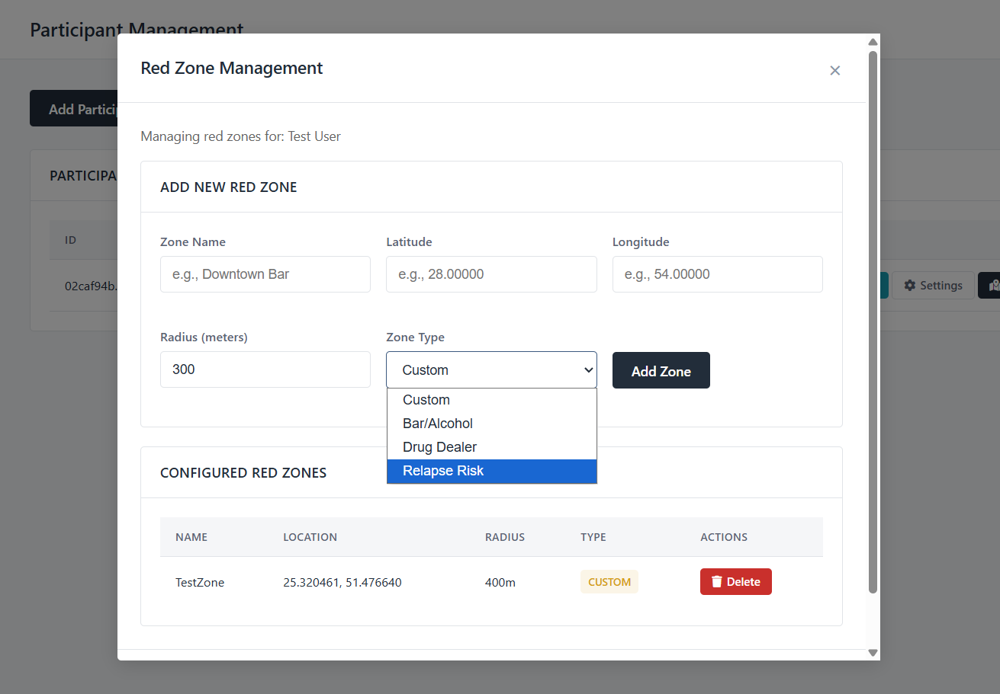 Participant Management
Red Zone Management
Add Particip
Managing red zones for: Test User
PARTICIPA
ADD NEW RED ZONE
ID
Zone Name Latitude Longitude
e.g., Downtown Bar e.g., 28.00000 e.g., 54.00000
02caf94b. Settings
Radius (meters) Zone Type
300 Custom Add Zone
Custom
Bar/Alcohol
Drug Dealer
Relapse Risk
CONFIGURED RED ZONES
NAME LOCATION RADIUS TYPE ACTIONS
TestZone 25.320461, 51.476640 400m CUSTOM Delete